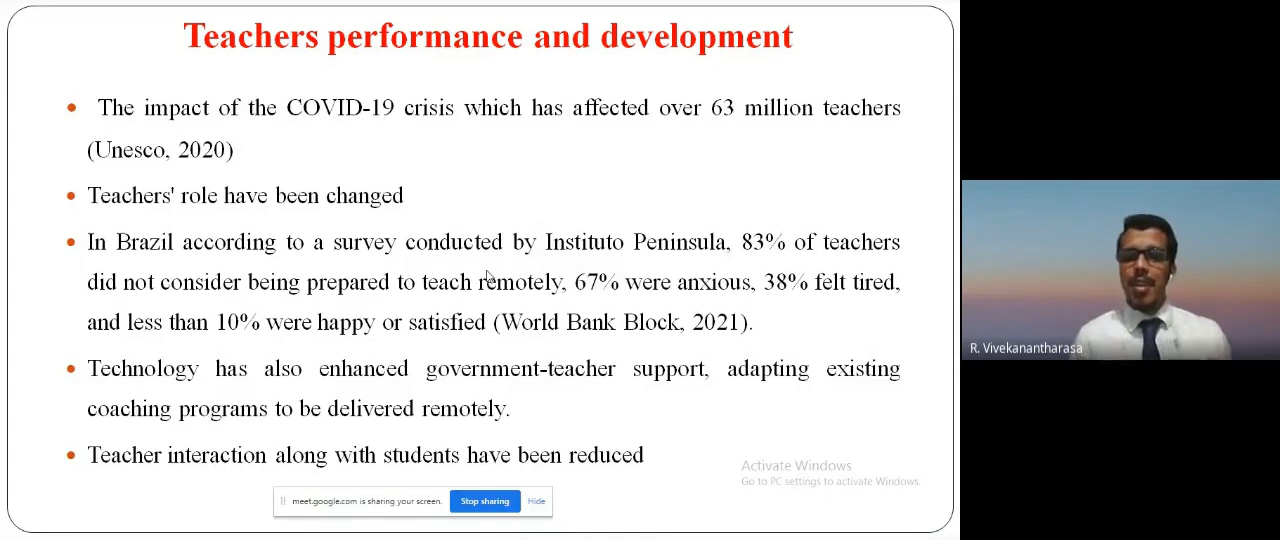 Teachers performance and development
The impact of the COVID-19 crisis which has affected over 63 million teachers
(Unesco, 2020)
Teachers' role have been changed
In Brazil according to a survey conducted by Instituto Peninsula, 83% of teachers
did not consider being prepared to teach remotely, 67% were anxious, 38% felt tired,
and less than 10% were happy or satisfied (World Bank Block, 2021).
Technology has also enhanced government-teacher support, adapting existing
coaching programs to be delivered remotely.
Teacher interaction along with students have been reduced
Activate Windows
Go to PC settings to activate Windows.
meet.google.com is sharing your screen.
Stop sharing
Hide
R. Vivekanantharasa